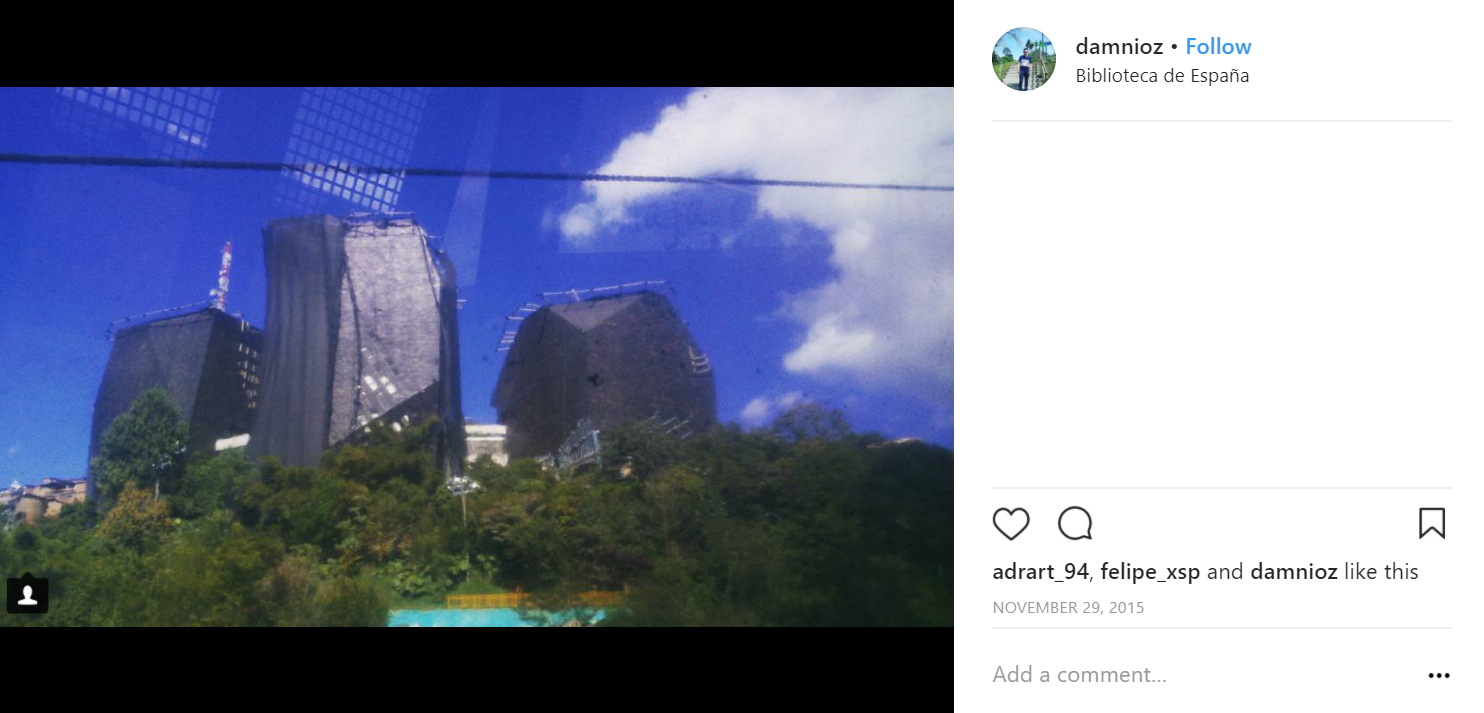 damnioz • Follow
Biblioteca de España
adrart_94, felipe_xsp and damnioz like this
NOVEMBER 29, 2015
Add a comment...